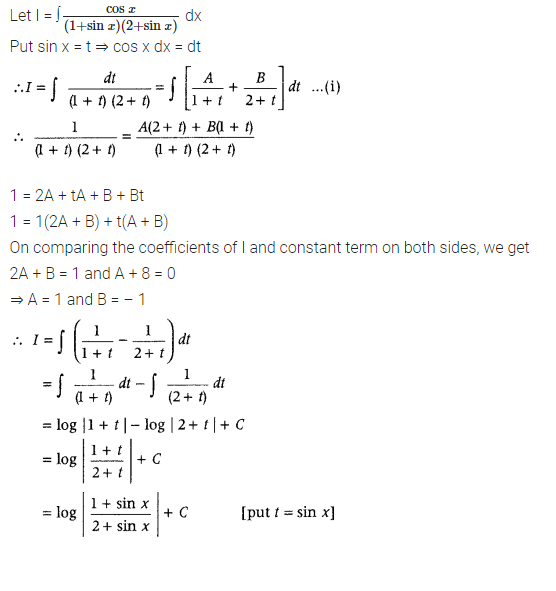 Let I = ∫ cos x / (1+sin x)(2+sin x) dx
Put sin x = t ⇒ cos x dx = dt
∴ I = ∫ dt / (1 + t) (2 + t) = ∫ [A / 1 + t + B / 2 + t] dt ...(i)
∴ 1 / (1 + t) (2 + t) = A(2 + t) + B(1 + t) / (1 + t) (2 + t)
1 = 2A + tA + B + Bt
1 = 1(2A + B) + t(A + B)
On comparing the coefficients of l and constant term on both sides, we get
2A + B = 1 and A + 8 = 0
⇒ A = 1 and B = – 1
∴ I = ∫ (1 / 1 + t – 1 / 2 + t) dt
= ∫ 1 / (1 + t) dt – ∫ 1 / (2 + t) dt
= log |1 + t| – log |2 + t| + C
= log |1 + t / 2 + t| + C
= log |1 + sin x / 2 + sin x| + C [put t = sin x]